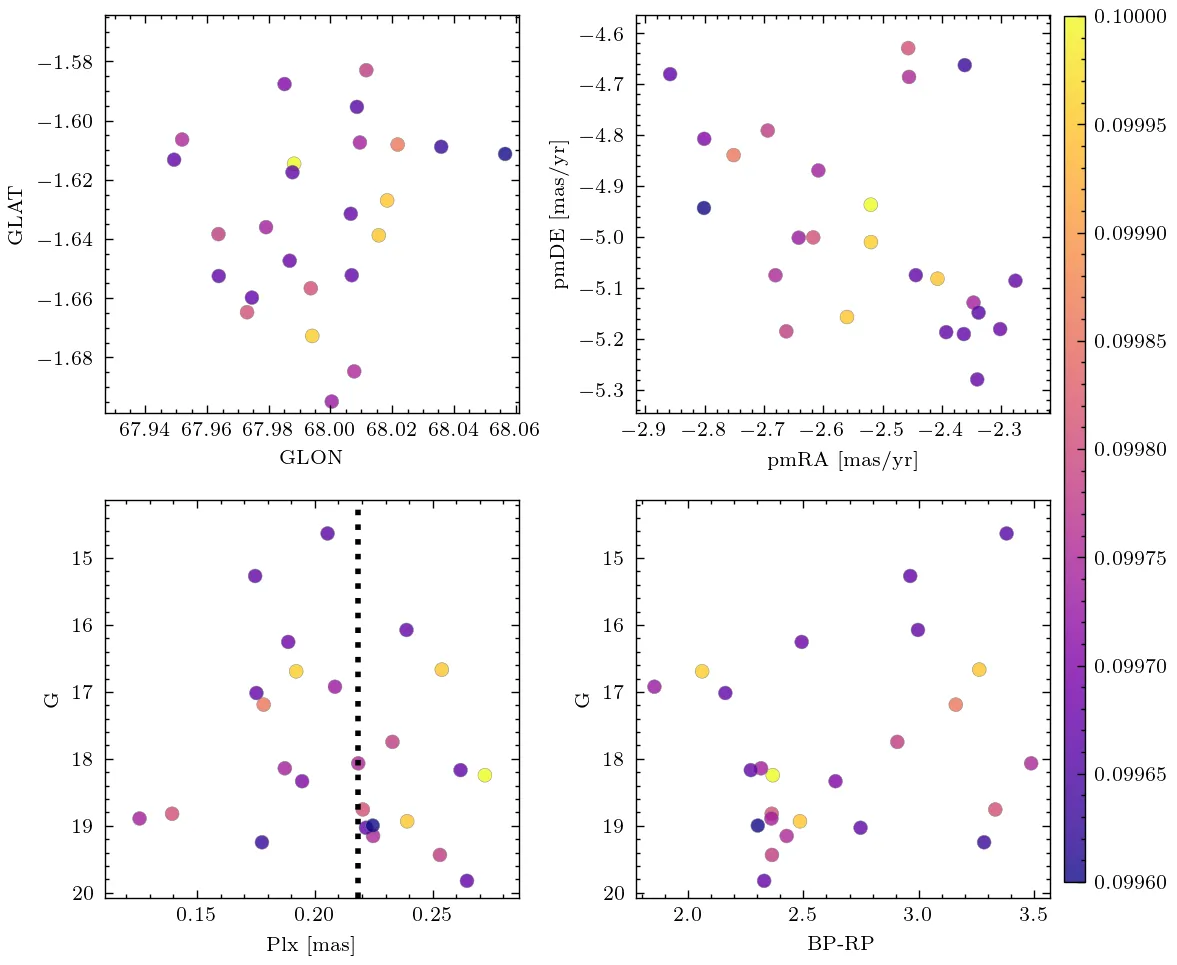 −1.58
−1.60
−1.62
−1.64
−1.66
−1.68
GLAT
67.94 67.96 67.98 68.00 68.02 68.04 68.06
GLON
−4.6
−4.7
−4.8
−4.9
−5.0
−5.1
−5.2
−5.3
pmDE [mas/yr]
−2.9 −2.8 −2.7 −2.6 −2.5 −2.4 −2.3
pmRA [mas/yr]
15
16
17
18
19
20
G
0.15 0.20 0.25
Plx [mas]
15
16
17
18
19
20
G
2.0 2.5 3.0 3.5
BP-RP
0.10000
0.09995
0.09990
0.09985
0.09980
0.09975
0.09970
0.09965
0.09960